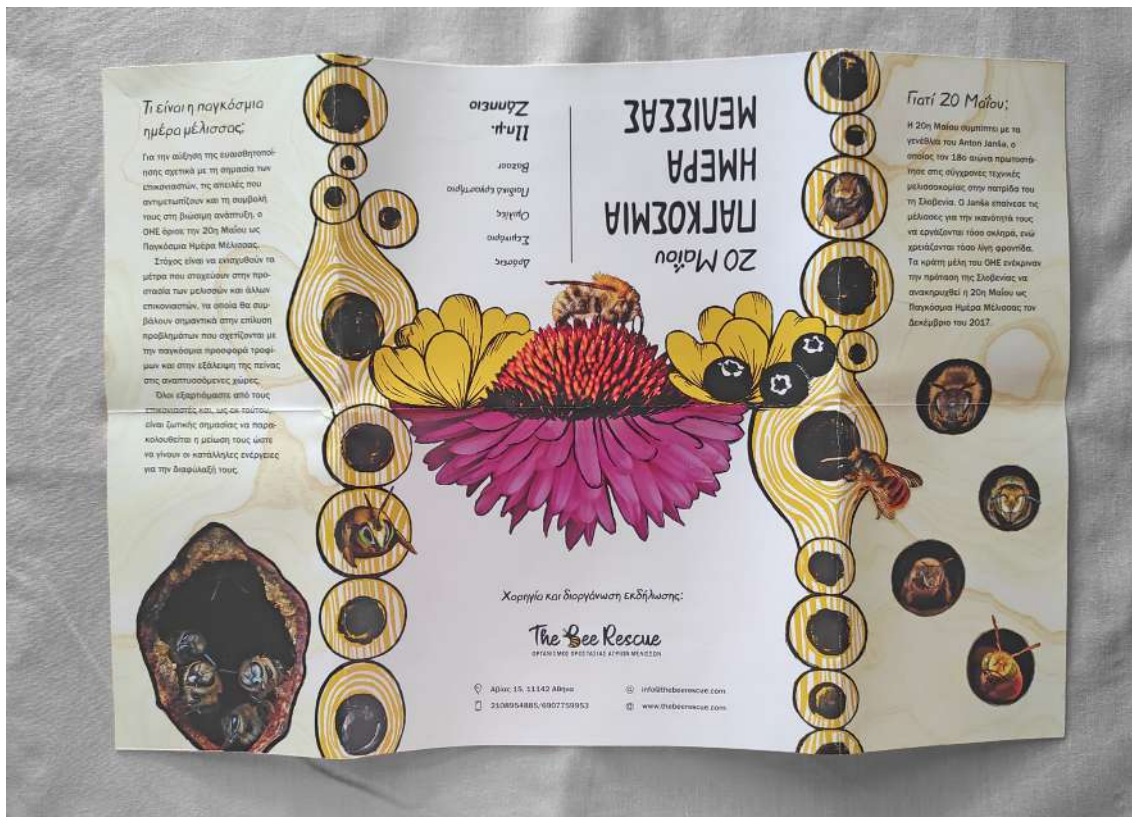 Τι είναι η παγκόσμια
ημέρα μέλισσας;
Για την αύξηση της ευαισθητοποί-
ησης σχετικά με τη σημασία των
επικονιαστών, τις απειλές που
αντιμετωπίζουν και τη συμβολή
τους στη βιώσιμη ανάπτυξη, ο
ΟΗΕ όρισε την 20η Μαΐου ως
Παγκόσμια Ημέρα Μέλισσας.
Στόχος είναι να ενισχυθούν τα
μέτρα που στοχεύουν στην προ-
στασία των μελισσών και άλλων
επικονιαστών, τα οποία θα συμ-
βάλουν σημαντικά στην επίλυση
προβλημάτων που σχετίζονται με
την παγκόσμια προσφορά τροφί-
μων και στην εξάλειψη της πείνας
στις αναπτυσσόμενες χώρες.
Όλοι εξαρτιόμαστε από τους
επικονιαστές και, ως εκ τούτου,
είναι ζωτικής σημασίας να παρα-
κολουθείται η μείωση τους ώστε
να γίνουν οι κατάλληλες ενέργειες
για την διαφύλαξή τους.
20 Μαΐου
ΠΑΓΚΟΣΜΙΑ
ΗΜΕΡΑ
ΜΕΛΙΣΣΑΣ
Δράσεις
Σεμινάριο
Ομιλίες
Παιδικό εργαστήριο
Bazaar
11π.μ.
Ζάππειο
Χορηγία και διοργάνωση εκδήλωσης:
The Bee Rescue
ΟΡΓΑΝΙΣΜΟΣ ΠΡΟΣΤΑΣΙΑΣ ΑΓΡΙΩΝ ΜΕΛΙΣΣΩΝ
Αβίας 15, 11142 Αθήνα
2108954885/6907759953
info@thebeerescue.com
www.thebeerescue.com
Γιατί 20 Μαΐου;
Η 20η Μαΐου συμπίπτει με τα
γενέθλια του Anton Janša, ο
οποίος τον 18ο αιώνα πρωτοστά-
τησε στις σύγχρονες τεχνικές
μελισσοκομίας στην πατρίδα του
τη Σλοβενία. Ο Janša επαίνεσε τις
μέλισσες για την ικανότητά τους
να εργάζονται τόσο σκληρα, ενώ
χρειάζονται τόσο λίγη φροντίδα.
Τα κράτη μέλη του ΟΗΕ ενέκριναν
την πρόταση της Σλοβενίας να
ανακηρυχθεί η 20η Μαΐου ως
Παγκόσμια Ημέρα Μέλισσας τον
Δεκέμβριο του 2017.